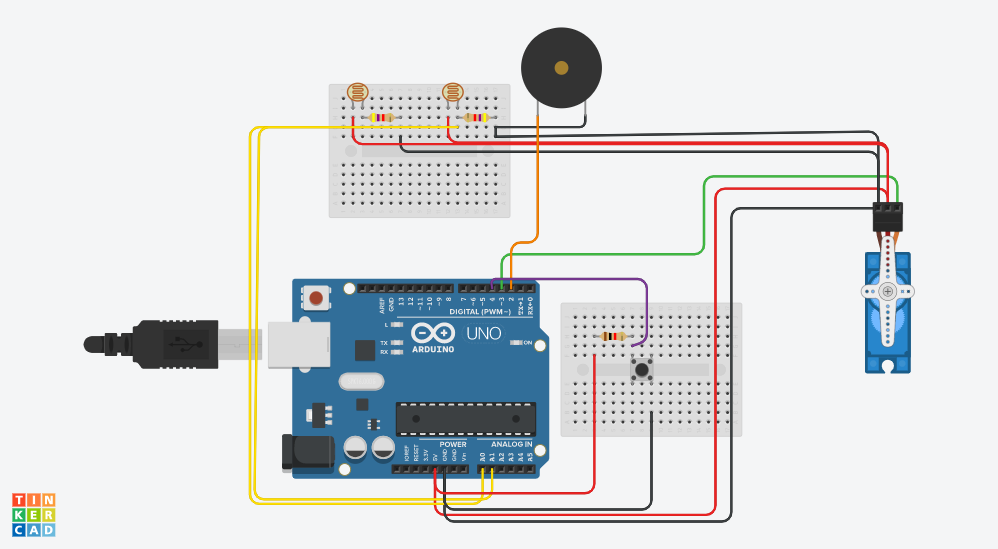 AREF
GND
13
12
~11
~10
~9
8
7
~6
~5
4
~3
2
TX→1
RX←0
DIGITAL (PWM~)
L
TX
RX
ARDUINO
UNO
ON
POWER
ANALOG IN
IOREF
RESET
3.3V
5V
GND
GND
Vin
A0
A1
A2
A3
A4
A5
TIN
KER
CAD